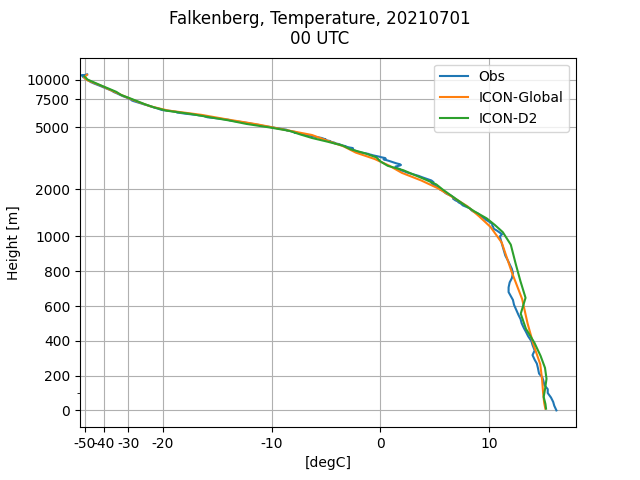 Falkenberg, Temperature, 20210701
00 UTC
Obs
ICON-Global
ICON-D2
10000
7500
5000
2000
1000
800
600
400
200
0
Height [m]
-50 -40 -30 -20 -10 0 10
[degC]